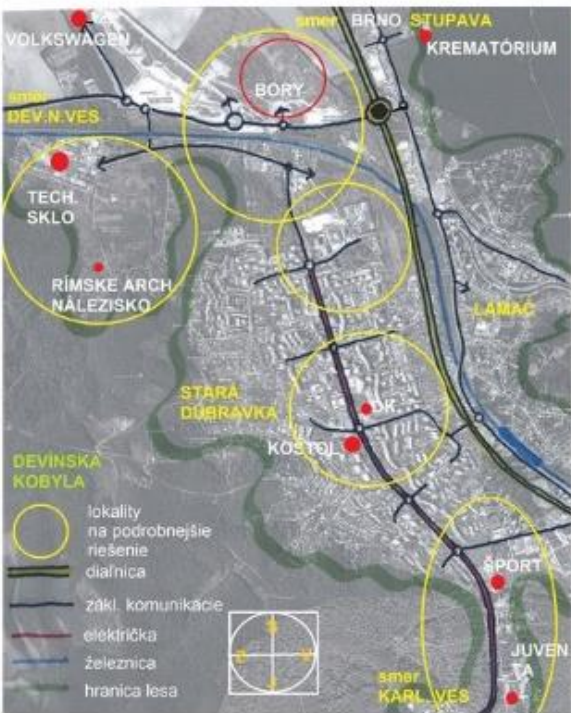 VOLKSWAGEN
smer
BRNO
STUPAVA
KREMATÓRIUM
BORY
smer
DEV.N.VES
TECH.
SKLO
RÍMSKE ARCH.
NÁLEZISKO
LAMAČ
STARÁ
DÚBRAVKA
DK
KOSTOL
DEVÍNSKA
KOBYLA
lokality
na podrobnejšie
riešenie
diaľnica
zákl. komunikácie
električka
železnica
hranica lesa
S
Z
V
J
ŠPORT
JUVEN
TA
smer
KARL. VES